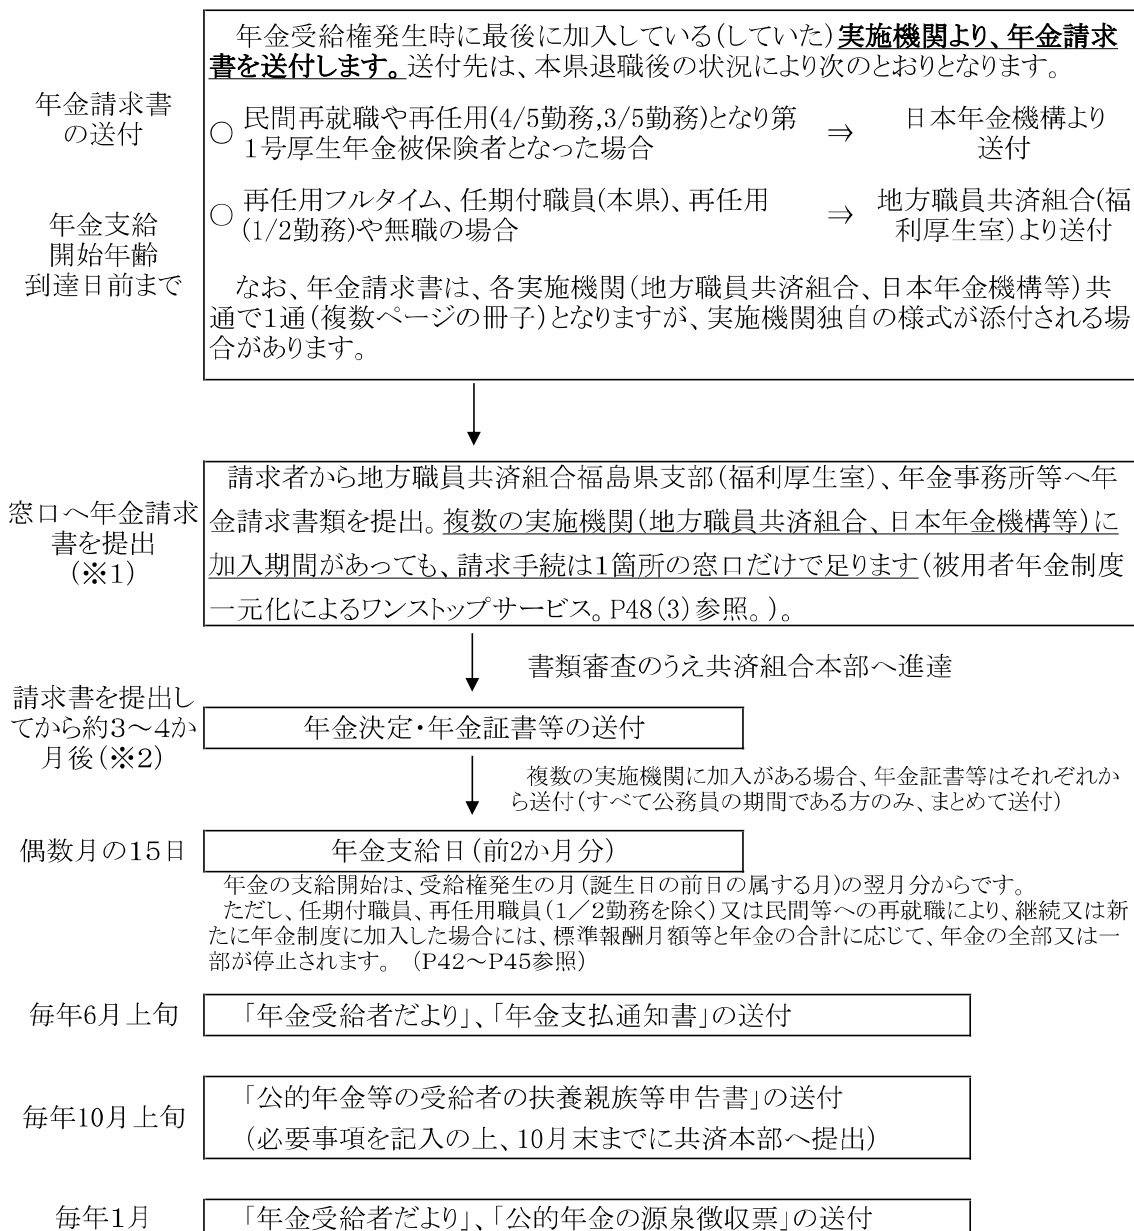 年金受給権発生時に最後に加入している(していた)実施機関より、年金請求
書を送付します。送付先は、本県退職後の状況により次のとおりとなります。
年金請求書
の送付
○ 民間再就職や再任用(4/5勤務,3/5勤務)となり第
1号厚生年金被保険者となった場合
⇒ 日本年金機構より
送付
年金支給
開始年齢
到達日前まで
○ 再任用フルタイム、任期付職員(本県)、再任用
(1/2勤務)や無職の場合
⇒ 地方職員共済組合(福
利厚生室)より送付
なお、年金請求書は、各実施機関(地方職員共済組合、日本年金機構等)共
通で1通(複数ページの冊子)となりますが、実施機関独自の様式が添付される場
合があります。
窓口へ年金請求
書を提出
(※1)
請求者から地方職員共済組合福島県支部(福利厚生室)、年金事務所等へ年
金請求書類を提出。複数の実施機関(地方職員共済組合、日本年金機構等)に
加入期間があっても、請求手続は1箇所の窓口だけで足ります(被用者年金制度
一元化によるワンストップサービス。P48(3)参照。)。
書類審査のうえ共済組合本部へ進達
請求書を提出し
てから約3~4か
月後(※2)
年金決定・年金証書等の送付
複数の実施機関に加入がある場合、年金証書等はそれぞれか
ら送付(すべて公務員の期間である方のみ、まとめて送付)
偶数月の15日
年金支給日(前2か月分)
年金の支給開始は、受給権発生の月(誕生日の前日の属する月)の翌月分からです。
ただし、任期付職員、再任用職員(1/2勤務を除く)又は民間等への再就職により、継続又は新
たに年金制度に加入した場合には、標準報酬月額等と年金の合計に応じて、年金の全部又は一
部が停止されます。 (P42~P45参照)
毎年6月上旬
「年金受給者だより」、「年金支払通知書」の送付
毎年10月上旬
「公的年金等の受給者の扶養親族等申告書」の送付
(必要事項を記入の上、10月末までに共済本部へ提出)
毎年1月
「年金受給者だより」、「公的年金の源泉徴収票」の送付